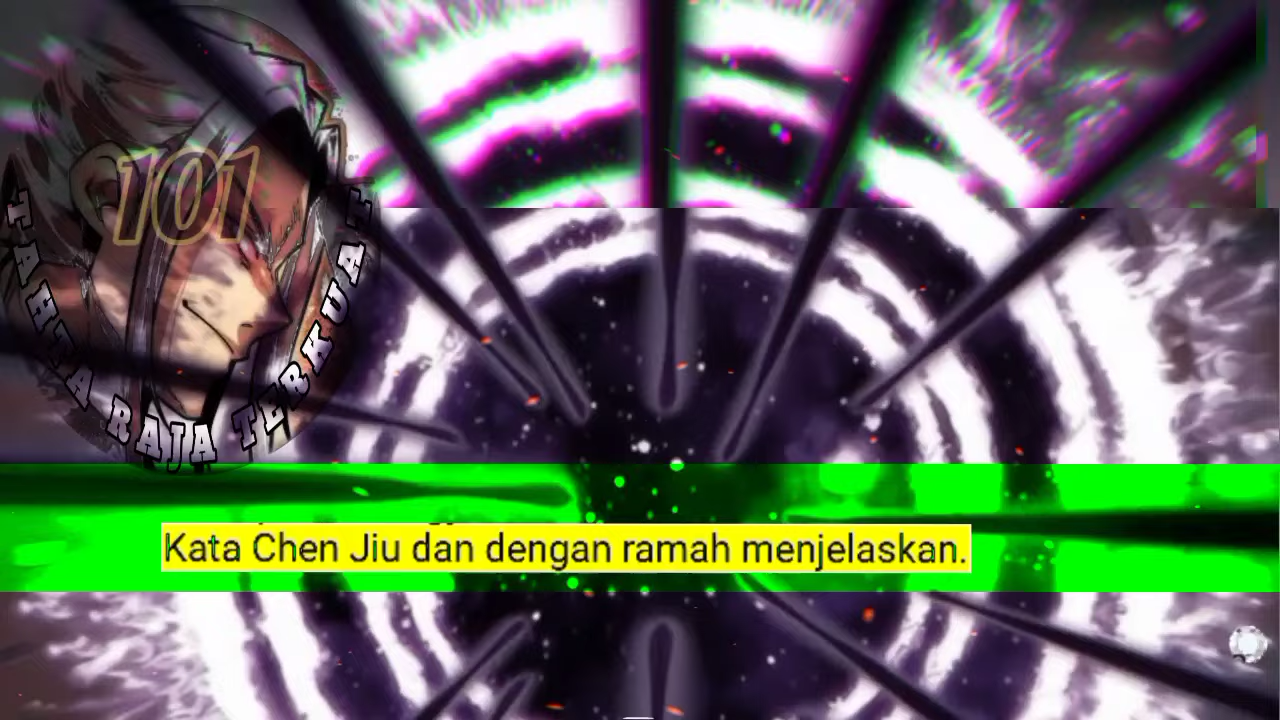 101
TAHTA RAJA TERKUAT
Kata Chen Jiu dan dengan ramah menjelaskan.